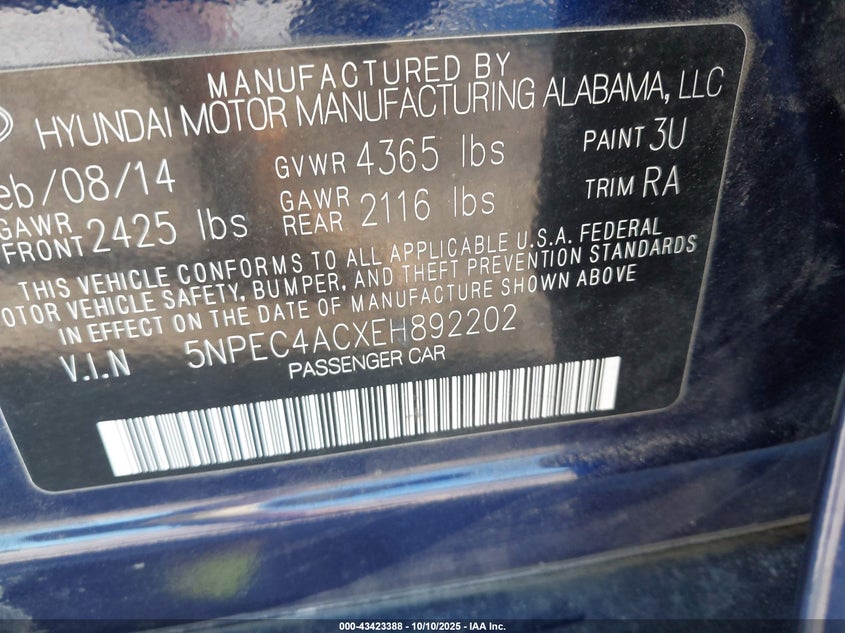 MANUFACTURED BY
HYUNDAI MOTOR MANUFACTURING ALABAMA, LLC
eb/08/14 GVWR 4365 lbs PAINT 3U
GAWR FRONT 2425 lbs GAWR REAR 2116 lbs TRIM RA
THIS VEHICLE CONFORMS TO ALL APPLICABLE U.S.A. FEDERAL
OTOR VEHICLE SAFETY, BUMPER, AND THEFT PREVENTION STANDARDS
IN EFFECT ON THE DATE OF MANUFACTURE SHOWN ABOVE
V.I.N 5NPEC4ACXEH892202
PASSENGER CAR
000-43423388 - 10/10/2025 - IAA Inc.